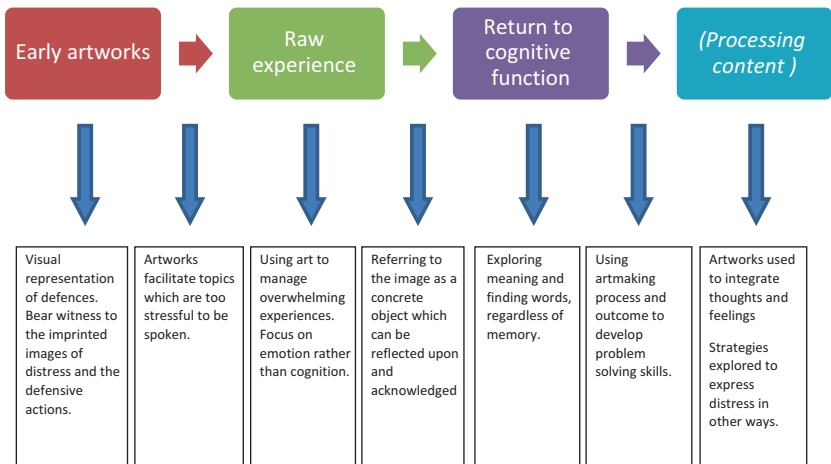 Early artworks
Raw
experience
Return to
cognitive
function
(Processing
content )
Visual
representation
of defences.
Bear witness to
the imprinted
images of
distress and the
defensive
actions.
Artworks
facilitate topics
which are too
stressful to be
spoken.
Using art to
manage
overwhelming
experiences.
Focus on
emotion rather
than cognition.
Referring to
the image as a
concrete
object which
can be
reflected upon
and
acknowledged
Exploring
meaning and
finding words,
regardless of
memory.
Using
artmaking
process and
outcome to
develop
problem
solving skills.
Artworks used
to integrate
thoughts and
feelings
Strategies
explored to
express
distress in
other ways.